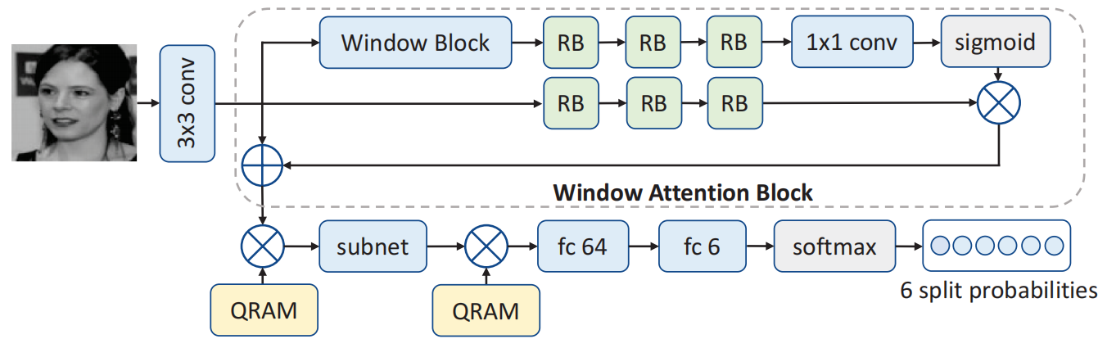 3x3 conv
Window Block
RB
RB
RB
1x1 conv
sigmoid
RB
RB
RB
Window Attention Block
subnet
fc 64
fc 6
softmax
QRAM
QRAM
6 split probabilities